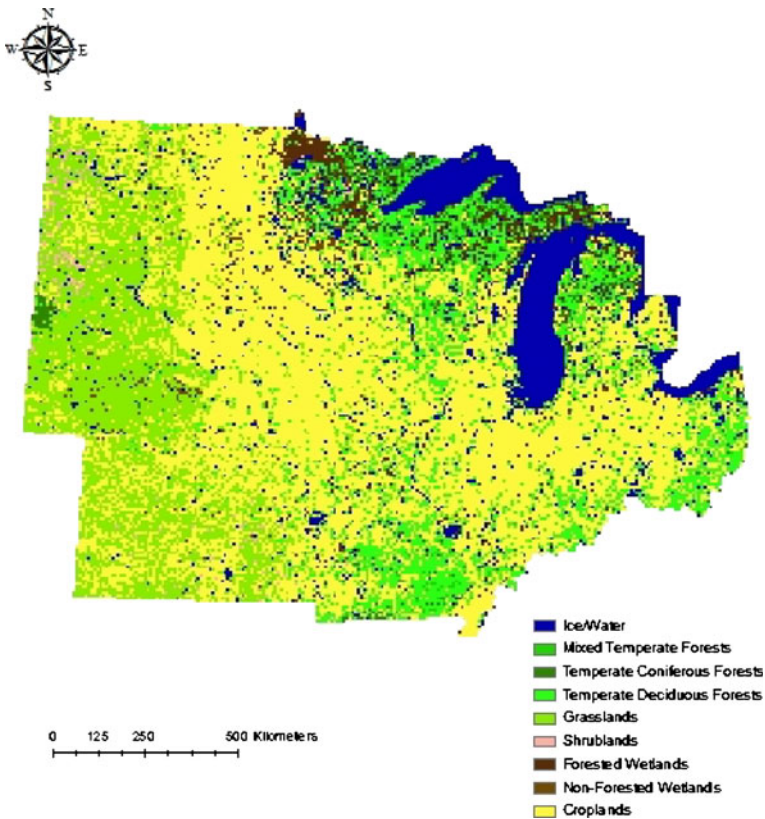 N
W E
S
Ice/Water
Mixed Temperate Forests
Temperate Coniferous Forests
Temperate Deciduous Forests
Grasslands
Shrublands
Forested Wetlands
Non-Forested Wetlands
Croplands
0 125 250 500 Kilometers